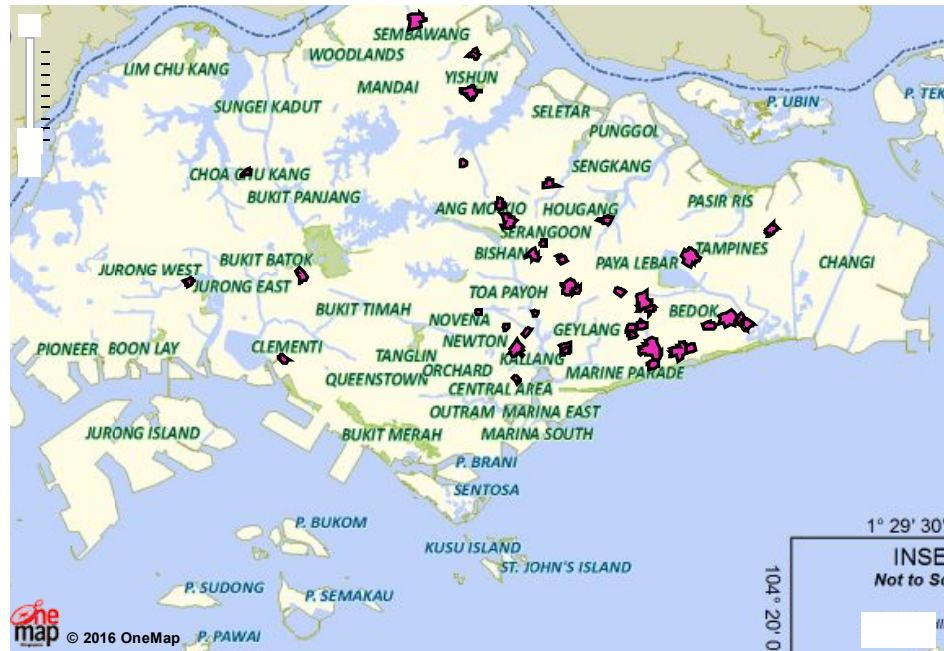 SEMBAWANG
WOODLANDS
LIM CHU KANG
YISHUN
MANDAI
SUNGEI KADUT
P. UBIN
P. TEK
SELETAR
PUNGGOL
SENGKANG
CHOA CHU KANG
BUKIT PANJANG
PASIR RIS
ANG MO KIO
HOUGANG
SERANGOON
BISHAN
TAMPINES
PAYA LEBAR
CHANGI
BUKIT BATOK
JURONG WEST
JURONG EAST
TOA PAYOH
BUKIT TIMAH
NOVENA
BEDOK
GEYLANG
NEWTON
PIONEER
BOON LAY
CLEMENTI
TANGLIN
KALLANG
ORCHARD
MARINE PARADE
QUEENSTOWN
CENTRAL AREA
OUTRAM
MARINA EAST
JURONG ISLAND
BUKIT MERAH
MARINA SOUTH
P. BRANI
SENTOSA
P. BUKOM
1° 29' 30'
KUSU ISLAND
INSE
ST. JOHN'S ISLAND
Not to Sc
104° 20' 0
P. SUDONG
P. SEMAKAU
One
map © 2016 OneMap
P. PAWAI